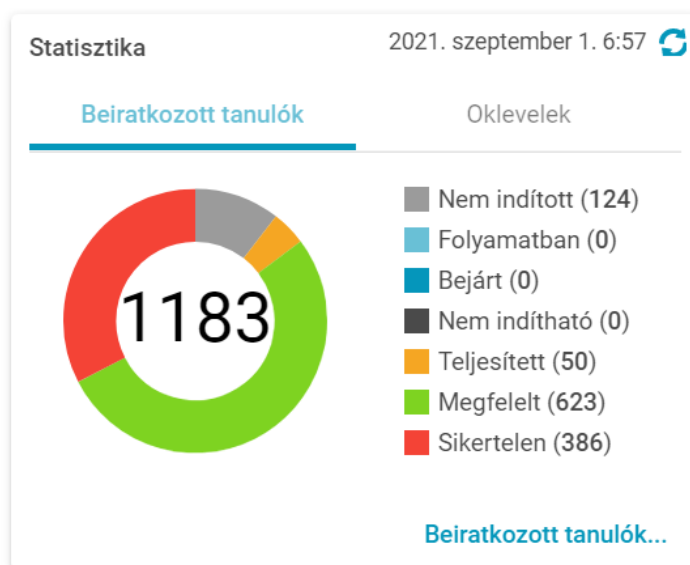 Statisztika
2021. szeptember 1. 6:57
Beiratkozott tanulók
Oklevelek
1183
Nem indított (124)
Folyamatban (0)
Bejárt (0)
Nem indítható (0)
Teljesített (50)
Megfelelt (623)
Sikertelen (386)
Beiratkozott tanulók...